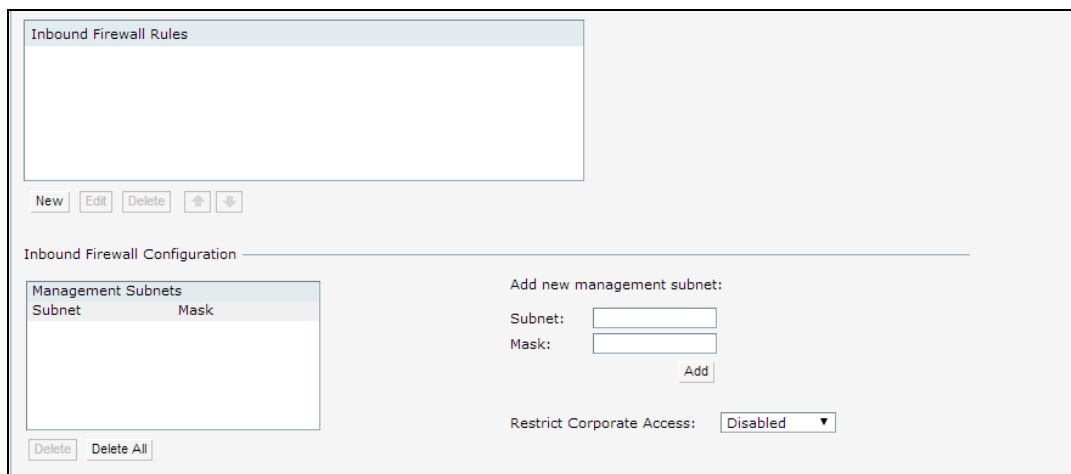 Inbound Firewall Rules
New Edit Delete
Inbound Firewall Configuration
Management Subnets
Subnet Mask
Delete Delete All
Add new management subnet:
Subnet:
Mask:
Add
Restrict Corporate Access: Disabled